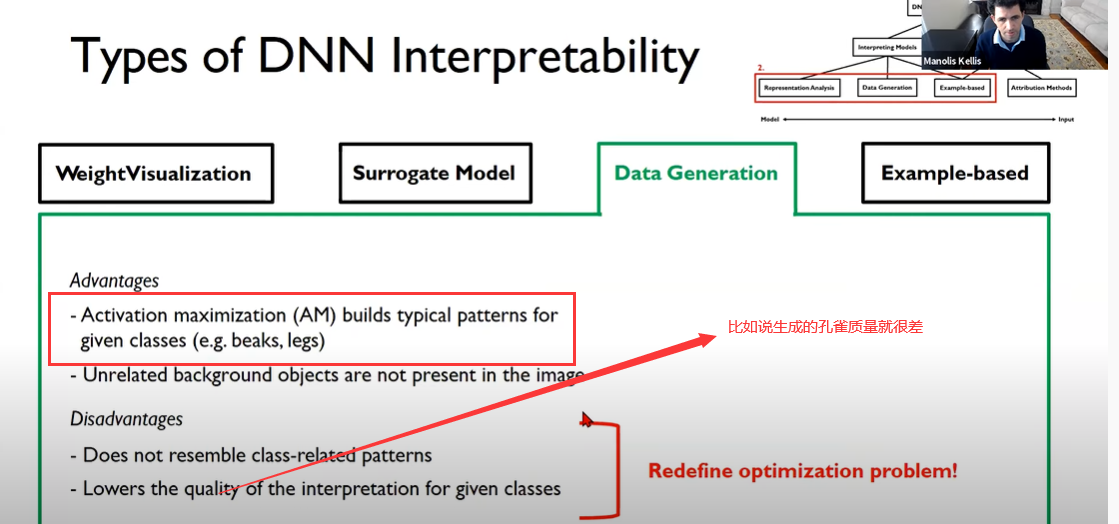 Types of DNN Interpretability
DN
Interpreting Models
Manolis Kellis
2.
Representation Analysis
Data Generation
Example-based
Attribution Methods
Model
Input
WeightVisualization
Surrogate Model
Data Generation
Example-based
Advantages
- Activation maximization (AM) builds typical patterns for
given classes (e.g. beaks, legs)
比如说生成的孔雀质量就很差
- Unrelated background objects are not present in the image
Disadvantages
- Does not resemble class-related patterns
- Lowers the quality of the interpretation for given classes
Redefine optimization problem!